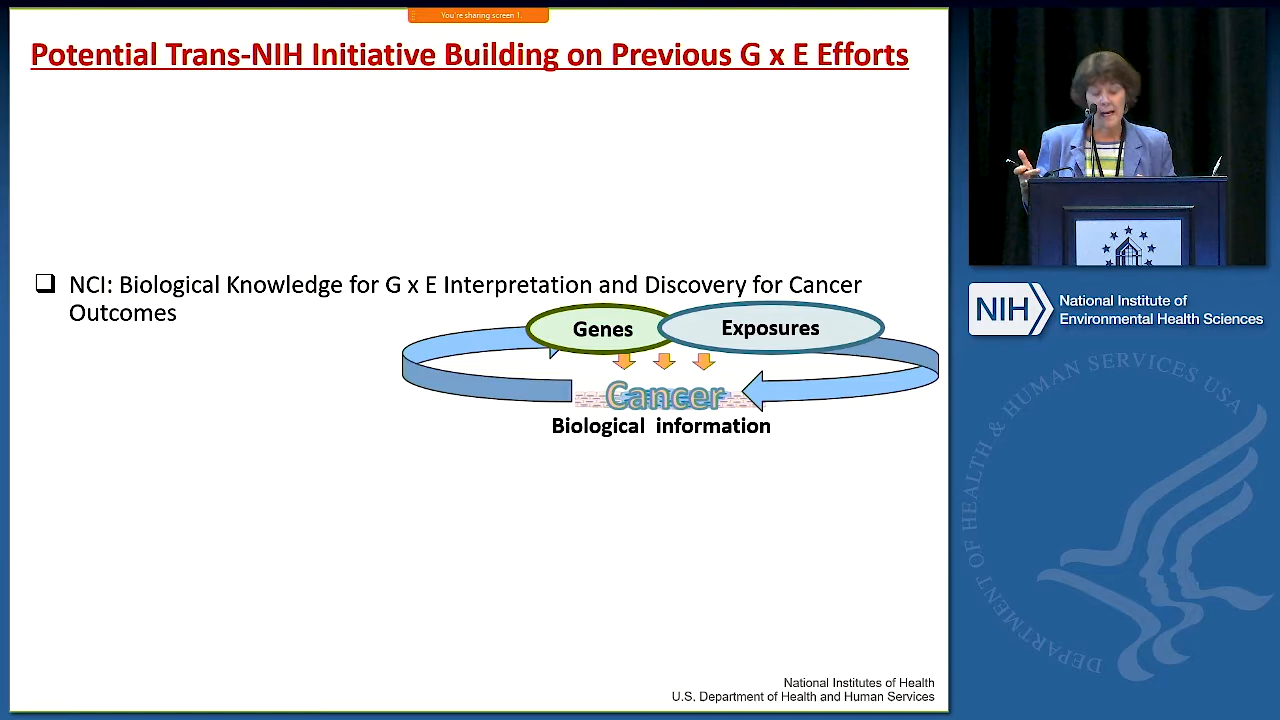 You're sharing screen 1.
Potential Trans-NIH Initiative Building on Previous G x E Efforts
NCI: Biological Knowledge for G x E Interpretation and Discovery for Cancer
Outcomes
Genes
Exposures
Cancer
Biological information
National Institutes of Health
U.S. Department of Health and Human Services
NIH
National Institute of
Environmental Health Sciences
DEPARTMENT OF HEALTH & HUMAN SERVICES USA